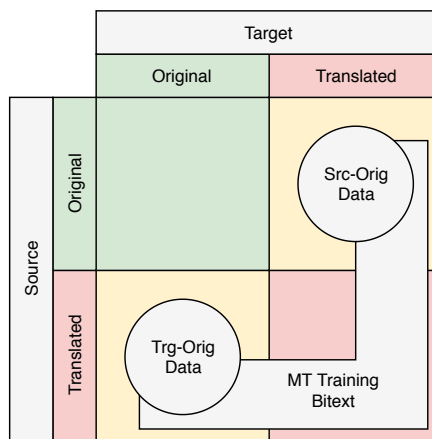 Target
Original
Translated
Source
Original
Src-Orig
Data
Translated
Trg-Orig
Data
MT Training
Bitext